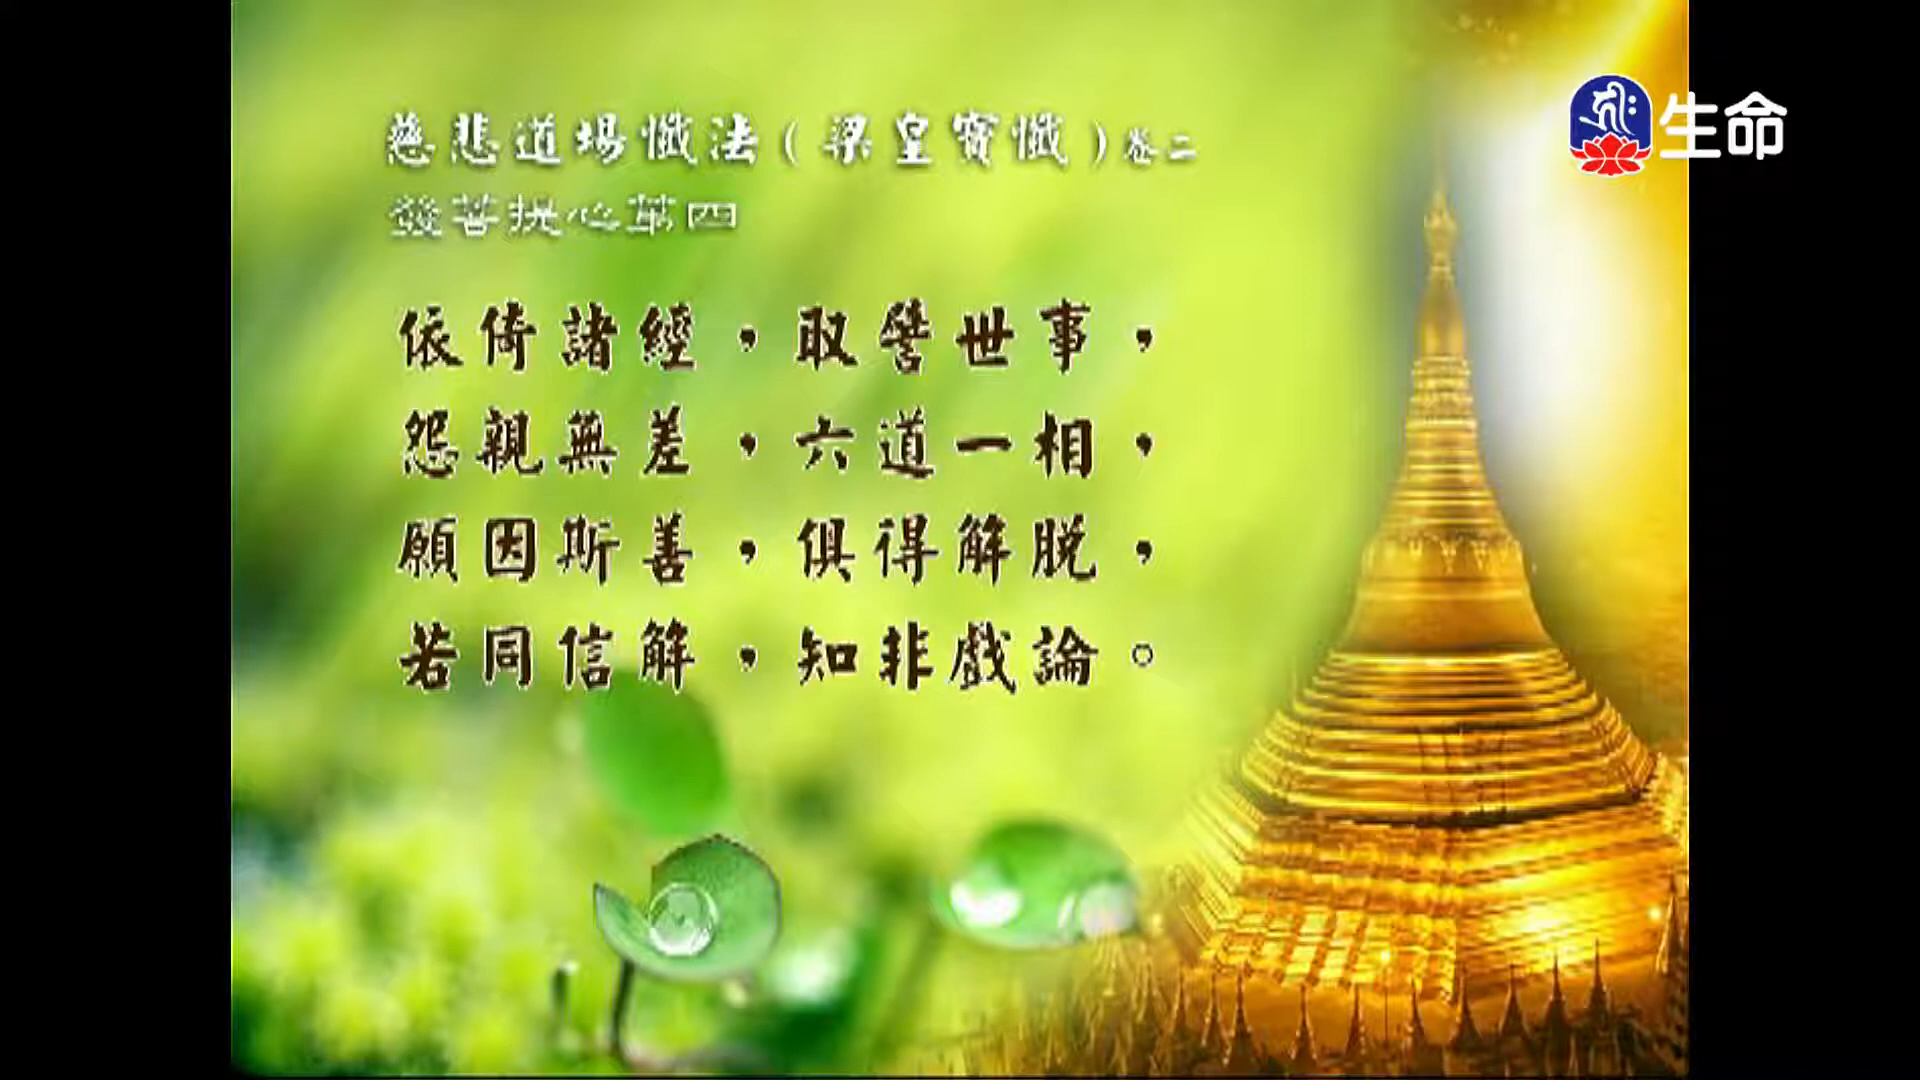 慈悲道場懺法(梁皇寶懺)卷二
發菩提心第四
生命
依倚諸經，取譬世事，
怨親無差，六道一相，
願因斯善，俱得解脫，
若同信解，知非戲論。